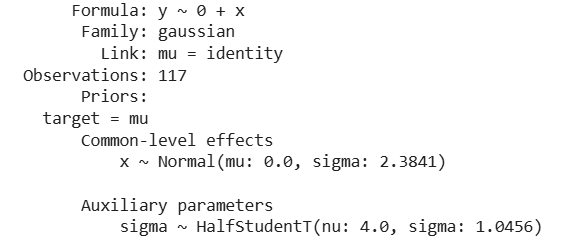 Formula: y ~ 0 + x
Family: gaussian
Link: mu = identity
Observations: 117
Priors:
target = mu
Common-level effects
x ~ Normal(mu: 0.0, sigma: 2.3841)
Auxiliary parameters
sigma ~ HalfStudentT(nu: 4.0, sigma: 1.0456)